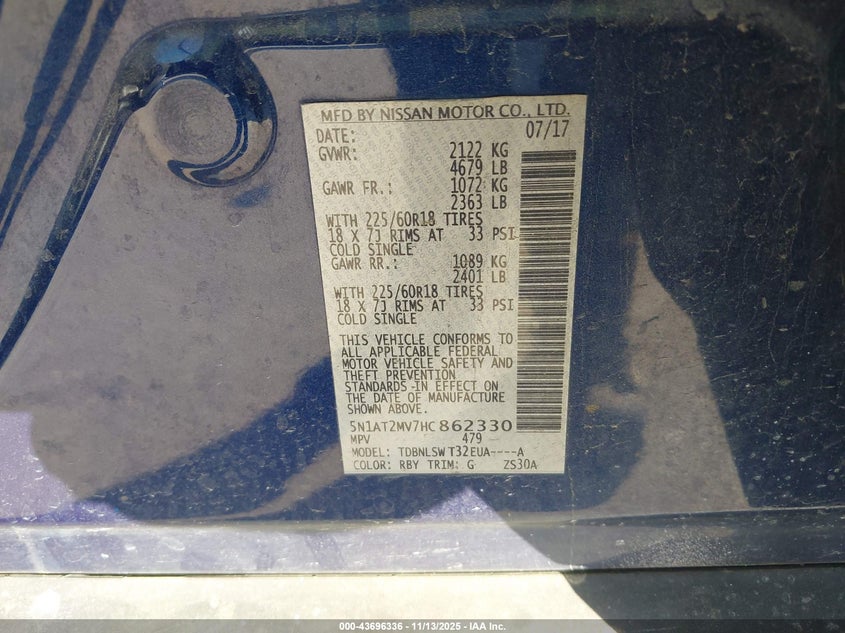 MFD BY NISSAN MOTOR CO., LTD.
DATE: 07/17
GVWR: 2122 KG
4679 LB
GAWR FR.: 1072 KG
2363 LB
WITH 225/60R18 TIRES
18 X 7J RIMS AT 33 PSI
COLD SINGLE
GAWR RR.: 1089 KG
2401 LB
WITH 225/60R18 TIRES
18 X 7J RIMS AT 33 PSI
COLD SINGLE
THIS VEHICLE CONFORMS TO
ALL APPLICABLE FEDERAL
MOTOR VEHICLE SAFETY AND
THEFT PREVENTION
STANDARDS IN EFFECT ON
THE DATE OF MANUFACTURE
SHOWN ABOVE.
5N1AT2MV7HC862330
MPV 479
MODEL: TDBNLSW T32EUA----A
COLOR: RBY TRIM: G ZS30A
000-43696336 - 11/13/2025 - IAA Inc.